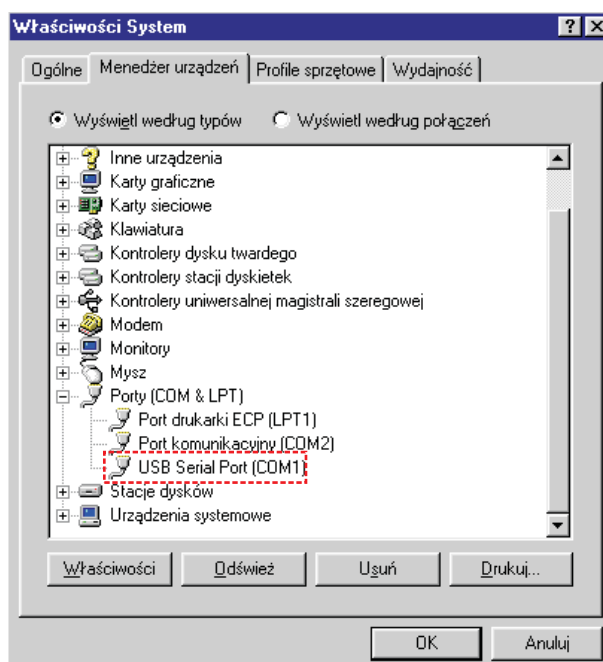 Właściwości System
Ogólne Menedżer urządzeń Profile sprzętowe Wydajność
Wyświetl według typów Wyświetl według połączeń
Inne urządzenia
Karty graficzne
Karty sieciowe
Klawiatura
Kontrolery dysku twardego
Kontrolery stacji dyskietek
Kontrolery uniwersalnej magistrali szeregowej
Modem
Monitory
Mysz
Porty (COM & LPT)
Port drukarki ECP (LPT1)
Port komunikacyjny (COM2)
USB Serial Port (COM1)
Stacje dysków
Urządzenia systemowe
Właściwości Odśwież Usuń Drukuj...
OK Anuluj